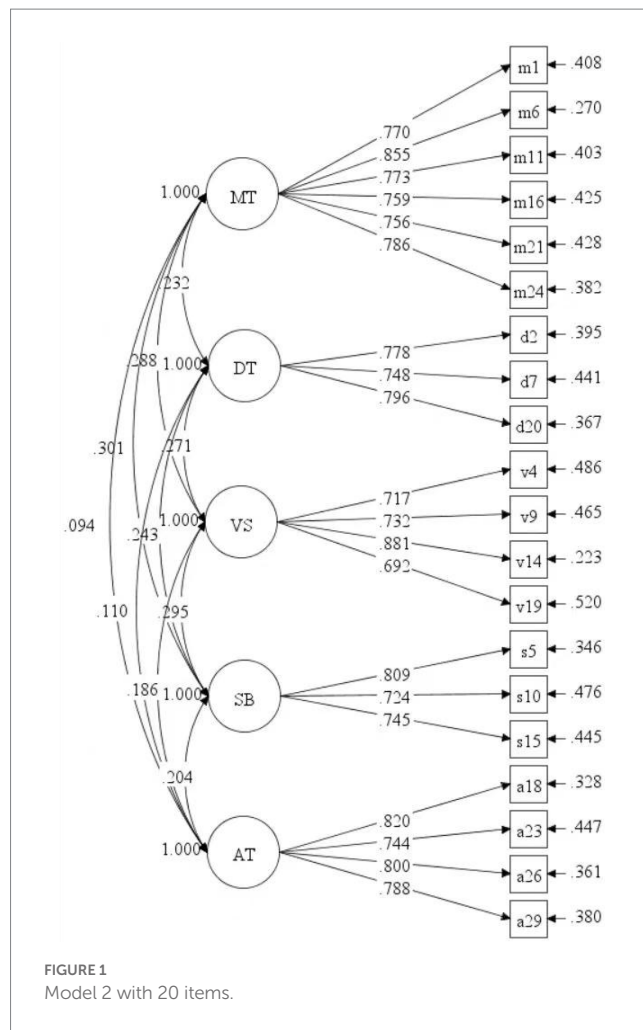 m1 .408
m6 .270
.770
.855
m11 .403
.773
1.000 MT
.759
m16 .425
.756
m21 .428
.786
m24 .382
.232
d2 .395
.778
.288 1.000 DT
.748
d7 .441
.796
d20 .367
.301
.271
v4 .486
.717
v9 .465
.094 .243 1.000 VS
.732
.881
v14 .223
.692
v19 .520
.110
.295
s5 .346
.809
.186 1.000 SB
.724
s10 .476
.745
s15 .445
.204
a18 .328
.820
a23 .447
.744
1.000 AT
.800
a26 .361
.788
a29 .380
FIGURE 1
Model 2 with 20 items.